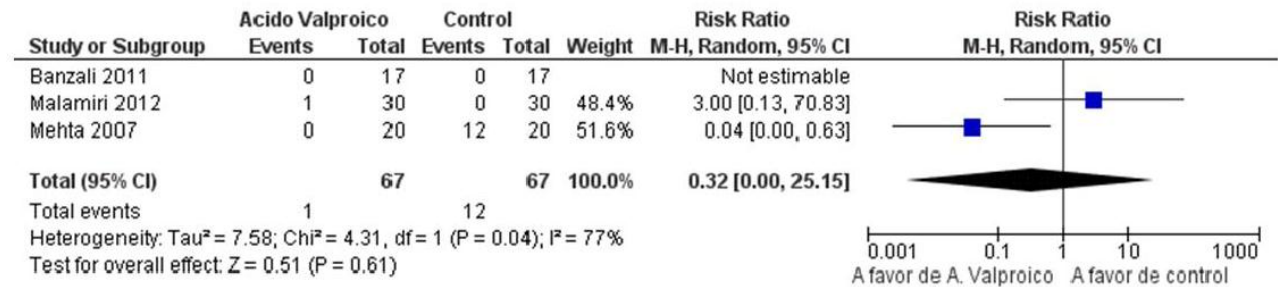 Acido Valproico Control Risk Ratio Risk Ratio
Study or Subgroup Events Total Events Total Weight M-H, Random, 95% CI M-H, Random, 95% CI
Banzali 2011 0 17 0 17 Not estimable
Malamiri 2012 1 30 0 30 48.4% 3.00 [0.13, 70.83]
Mehta 2007 0 20 12 20 51.6% 0.04 [0.00, 0.63]
Total (95% CI) 67 67 100.0% 0.32 [0.00, 25.15]
Total events 1 12
Heterogeneity: Tau² = 7.58; Chi² = 4.31, df = 1 (P = 0.04); I² = 77%
Test for overall effect: Z = 0.51 (P = 0.61)
0.001 0.1 1 10 1000
A favor de A. Valproico A favor de control